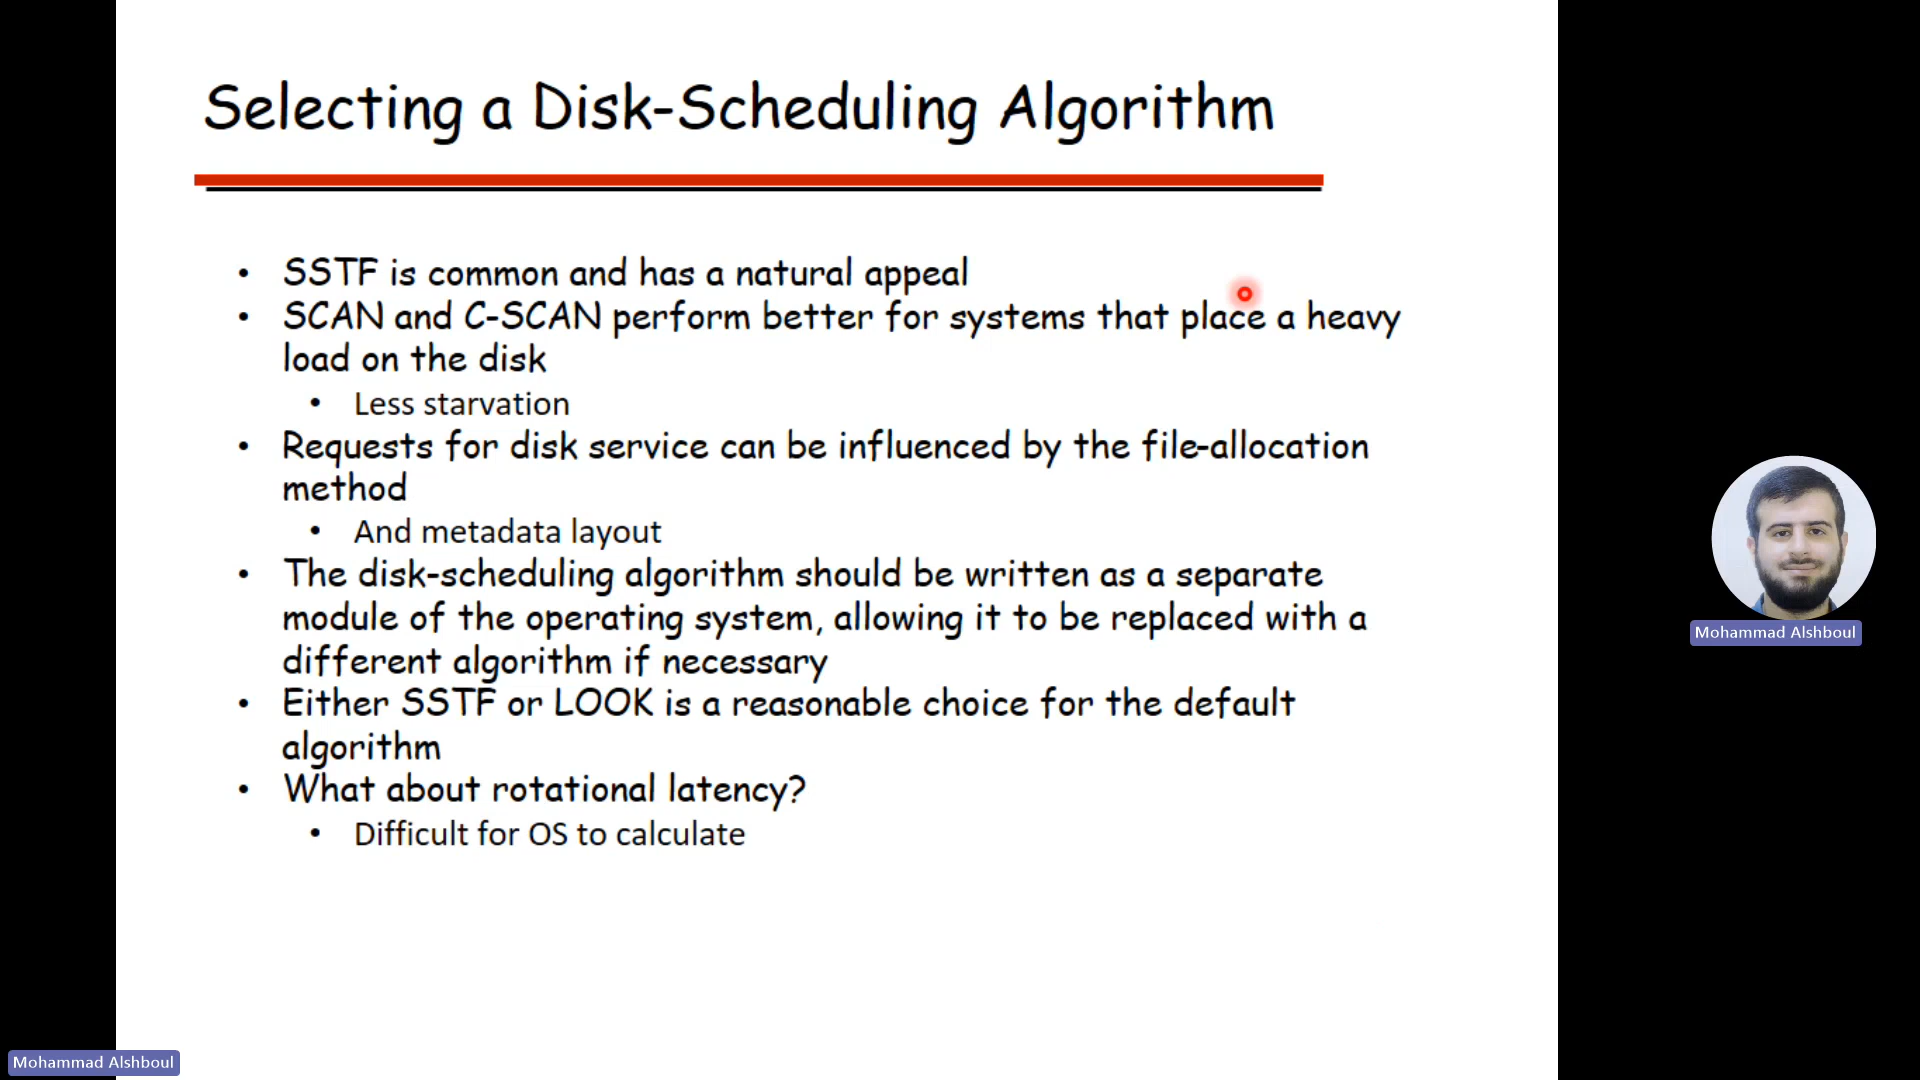 Selecting a Disk-Scheduling Algorithm
• SSTF is common and has a natural appeal
• SCAN and C-SCAN perform better for systems that place a heavy
load on the disk
• Less starvation
• Requests for disk service can be influenced by the file-allocation
method
• And metadata layout
• The disk-scheduling algorithm should be written as a separate
module of the operating system, allowing it to be replaced with a
different algorithm if necessary
• Either SSTF or LOOK is a reasonable choice for the default
algorithm
• What about rotational latency?
• Difficult for OS to calculate
Mohammad Alshboul
Mohammad Alshboul